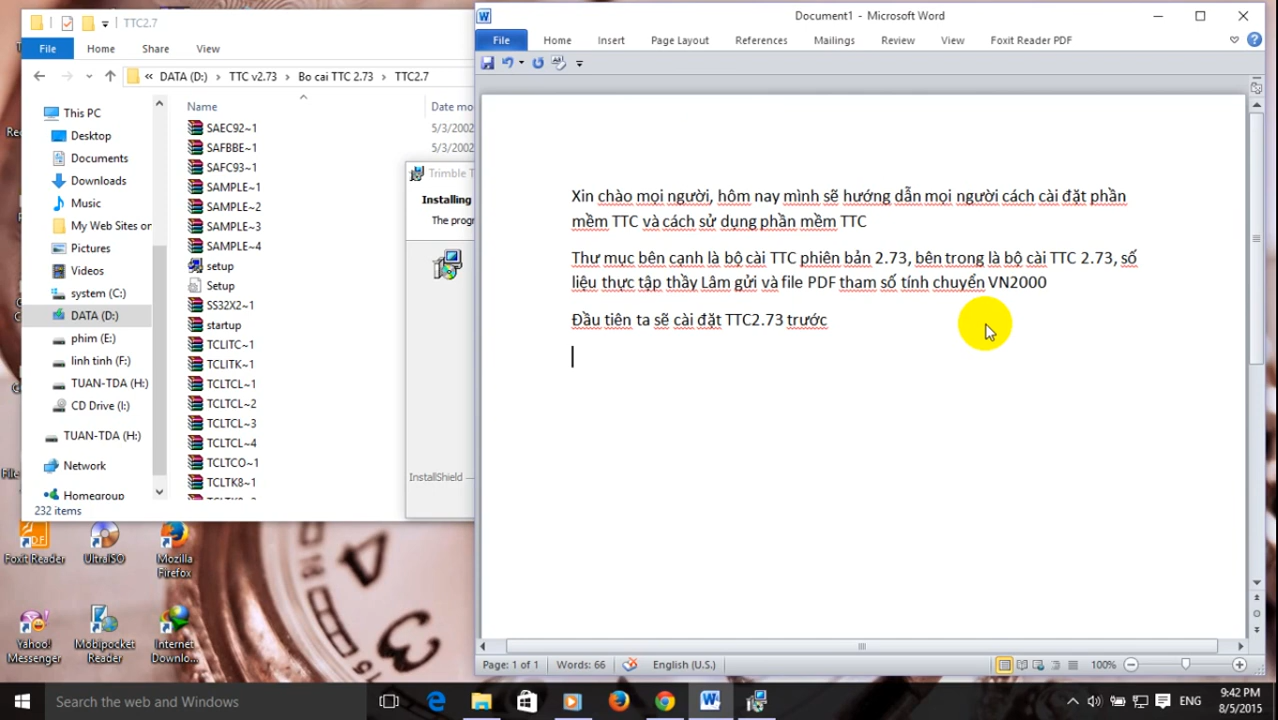 TTC2.7
File Home Share View
« DATA (D:) > TTC v2.73 > Bo cai TTC 2.73 > TTC2.7
This PC
Desktop
Documents
Downloads
Music
My Web Sites or
Pictures
Videos
system (C:)
DATA (D:)
phim (E:)
linh tinh (F:)
TUAN-TDA (H:)
CD Drive (I:)
TUAN-TDA (H:)
Network
Homegroup
232 items
Name Date mo
SAEC92~1 5/3/2002
SAFBBE~1 5/3/2002
SAFC93~1
SAMPLE~1
SAMPLE~2
SAMPLE~3
SAMPLE~4
setup
Setup
SS32X2~1
startup
TCLITC~1
TCLITK~1
TCLTCL~1
TCLTCL~2
TCLTCL~3
TCLTCL~4
TCLTCO~1
TCLTK8~1
Trimble T
Installing
The prog
InstallShield
Document1 - Microsoft Word
File Home Insert Page Layout References Mailings Review View Foxit Reader PDF
Xin chào mọi người, hôm nay mình sẽ hướng dẫn mọi người cách cài đặt phần
mềm TTC và cách sử dụng phần mềm TTC
Thư mục bên cạnh là bộ cài TTC phiên bản 2.73, bên trong là bộ cài TTC 2.73, số
liệu thực tập thầy Lâm gửi và file PDF tham số tính chuyển VN2000
Đầu tiên ta sẽ cài đặt TTC2.73 trước
Page: 1 of 1 Words: 66 English (U.S.) 100%
Foxit Reader
UltraISO
Mozilla
Firefox
Yahoo!
Messenger
Mobipocket
Reader
Internet
Downlo...
Search the web and Windows
ENG
9:42 PM
8/5/2015